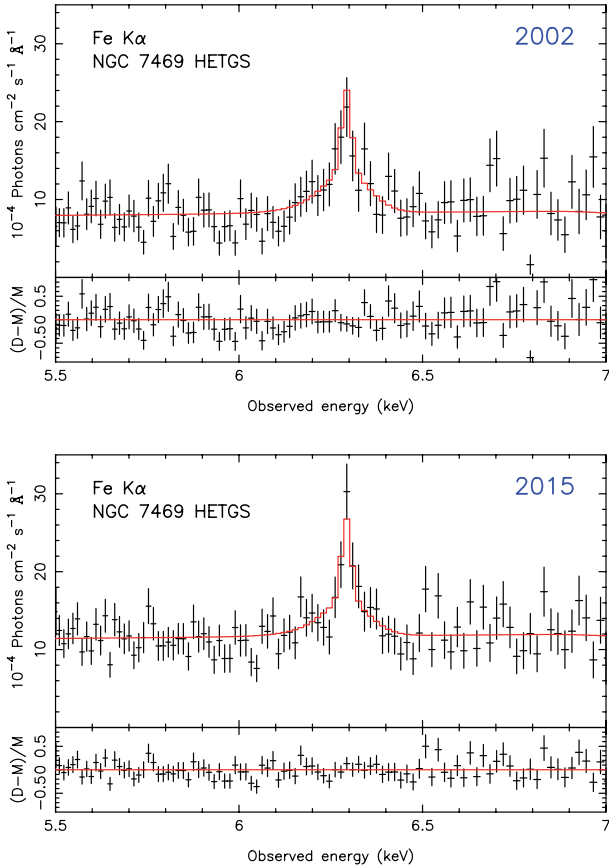 Fe Kα
NGC 7469 HETGS
2002
10⁻⁴ Photons cm⁻² s⁻¹ Å⁻¹
30
20
10
(D−M)/M
0.5
0
−0.5
5.5 6 6.5 7
Observed energy (keV)
Fe Kα
NGC 7469 HETGS
2015
10⁻⁴ Photons cm⁻² s⁻¹ Å⁻¹
30
20
10
(D−M)/M
0.5
0
−0.5
5.5 6 6.5 7
Observed energy (keV)